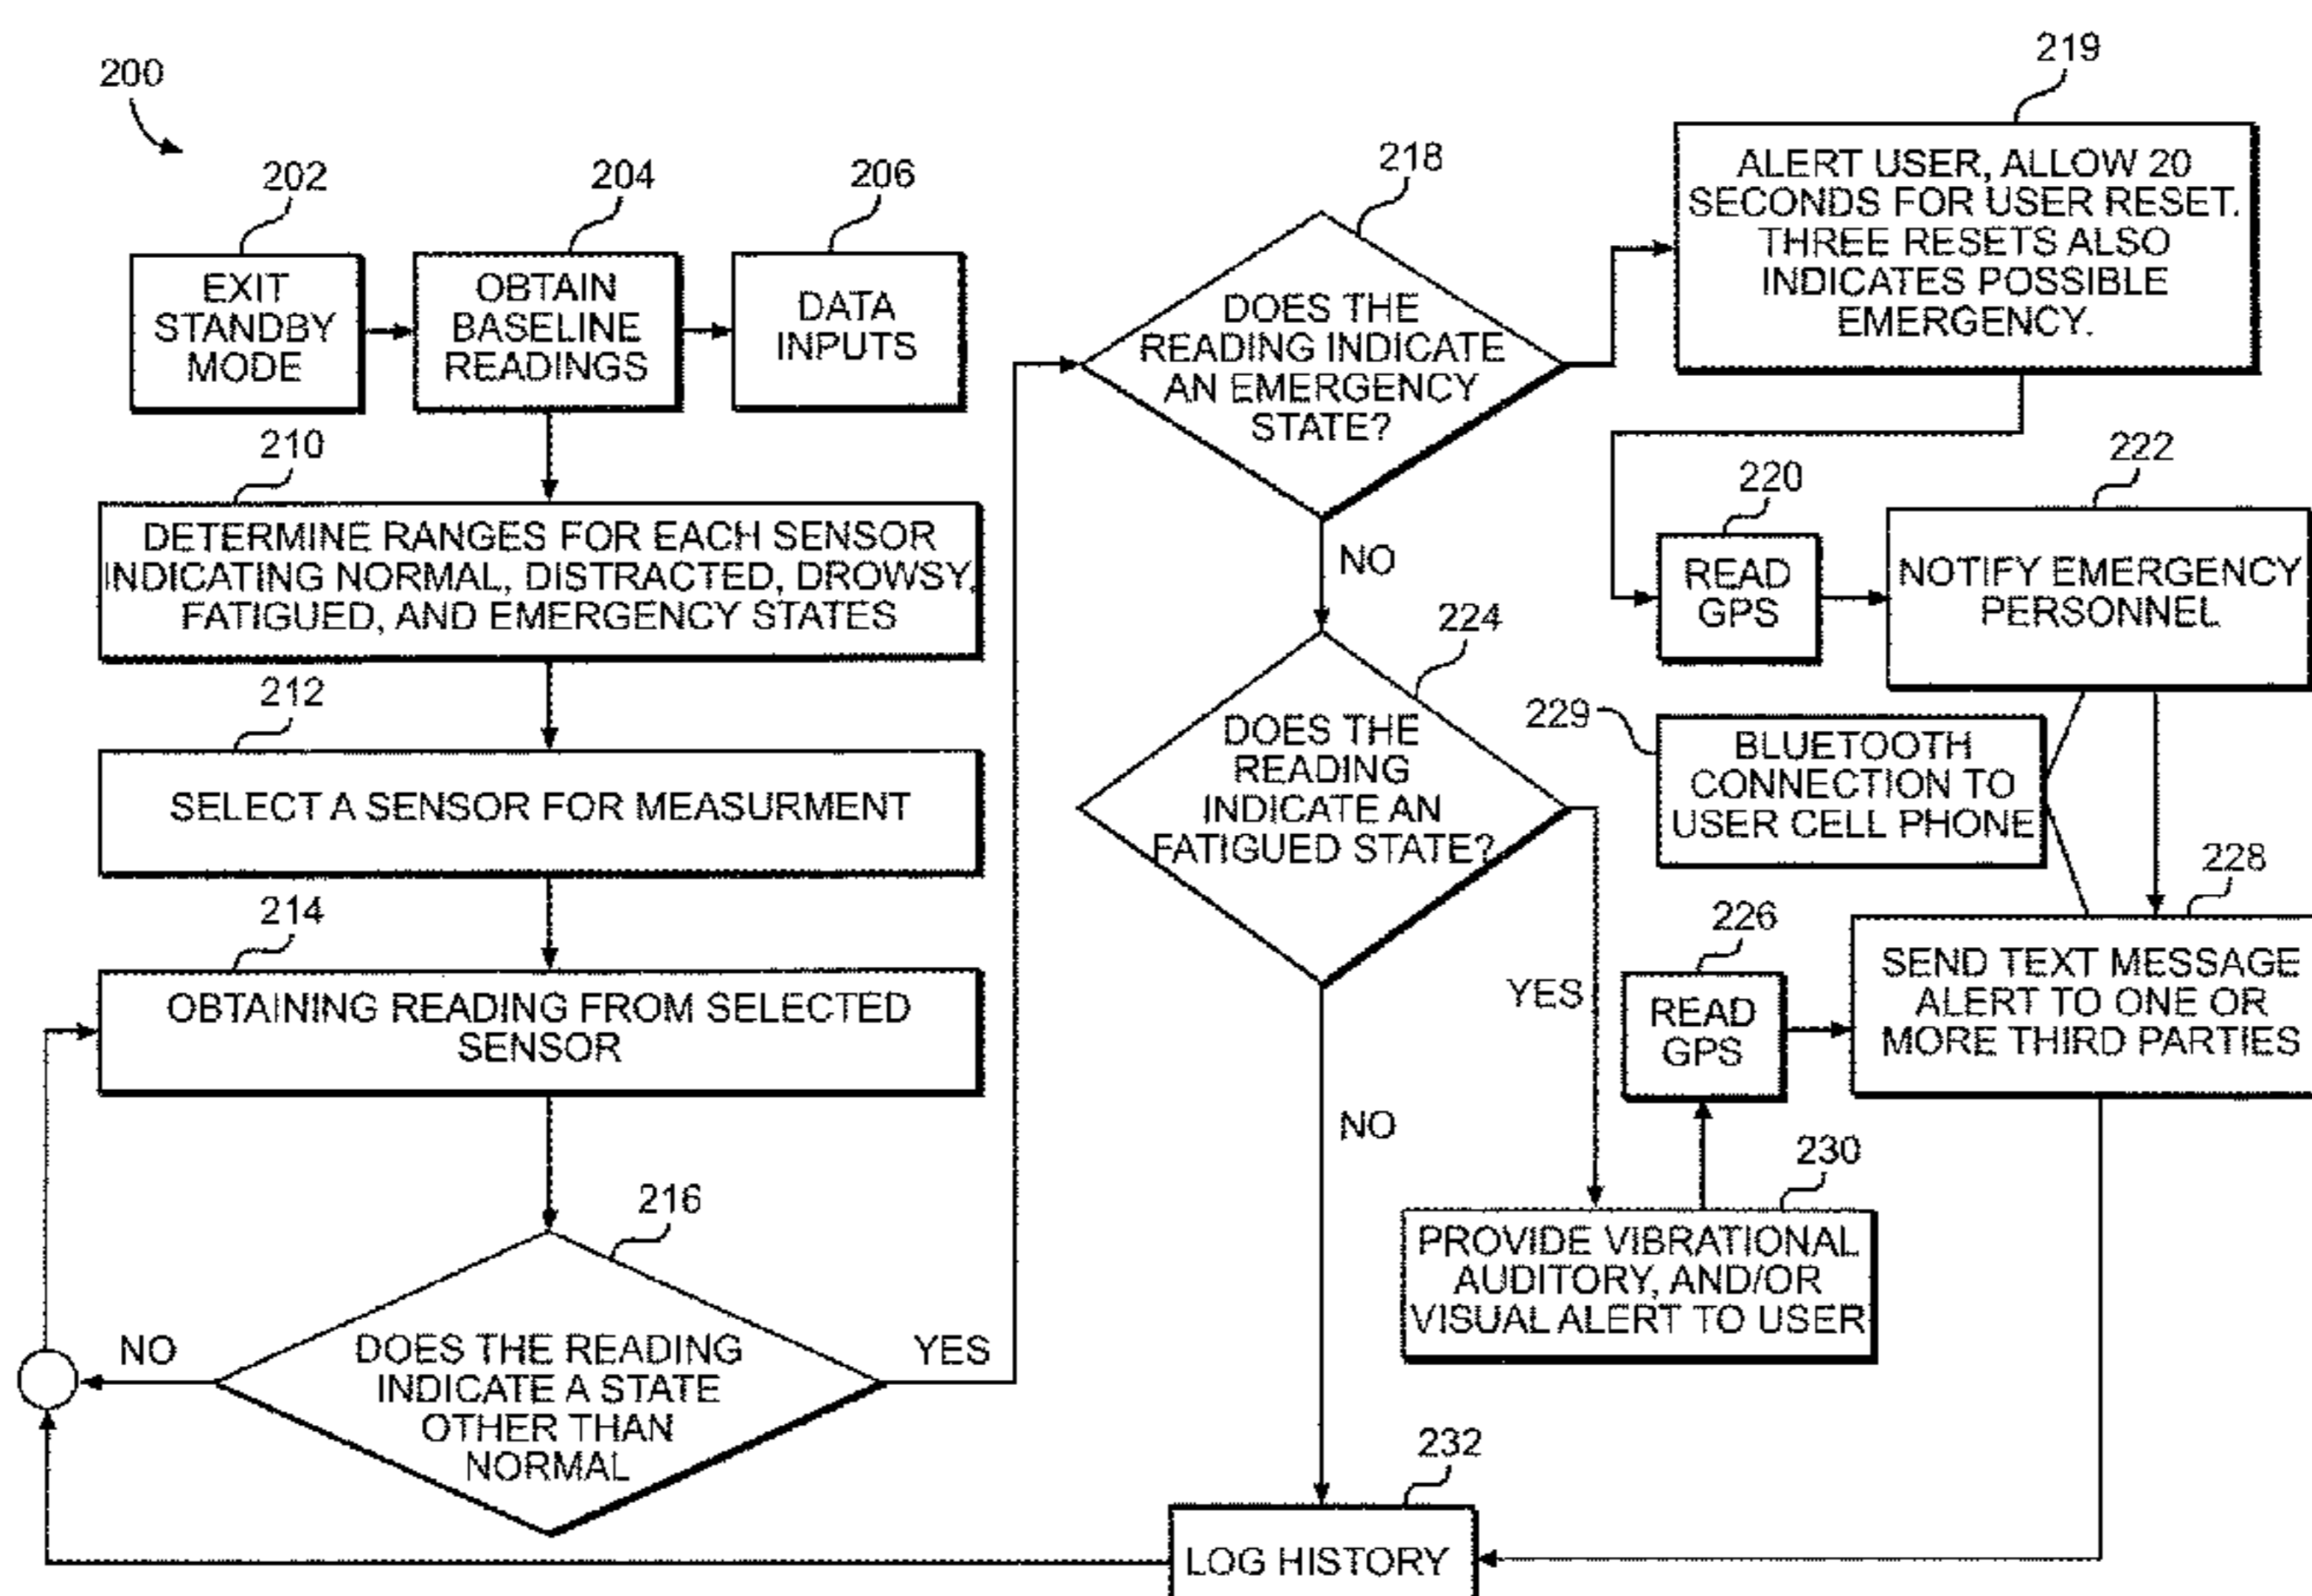 200
202
EXIT
STANDBY
MODE
204
OBTAIN
BASELINE
READINGS
206
DATA
INPUTS
210
DETERMINE RANGES FOR EACH SENSOR
INDICATING NORMAL, DISTRACTED, DROWSY,
FATIGUED, AND EMERGENCY STATES
212
SELECT A SENSOR FOR MEASURMENT
214
OBTAINING READING FROM SELECTED
SENSOR
216
DOES THE READING
INDICATE A STATE
OTHER THAN
NORMAL
NO
YES
218
DOES THE
READING INDICATE
AN EMERGENCY
STATE?
NO
219
ALERT USER, ALLOW 20
SECONDS FOR USER RESET.
THREE RESETS ALSO
INDICATES POSSIBLE
EMERGENCY.
220
READ
GPS
222
NOTIFY EMERGENCY
PERSONNEL
224
DOES THE
READING
INDICATE AN
FATIGUED STATE?
YES
NO
229
BLUETOOTH
CONNECTION TO
USER CELL PHONE
226
READ
GPS
228
SEND TEXT MESSAGE
ALERT TO ONE OR
MORE THIRD PARTIES
230
PROVIDE VIBRATIONAL
AUDITORY, AND/OR
VISUAL ALERT TO USER
232
LOG HISTORY